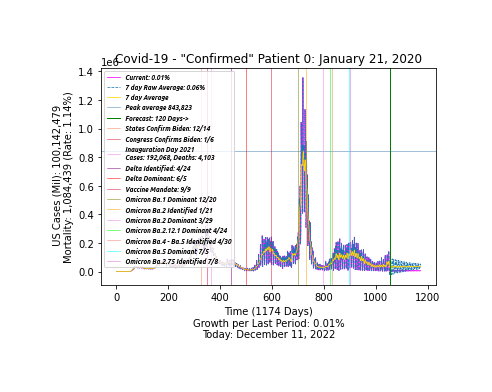 Covid-19 - "Confirmed" Patient 0: January 21, 2020
1e6
1.4
1.2
1.0
0.8
0.6
0.4
0.2
0.0
US Cases (Mil): 100,142,479
Mortality: 1,084,439 (Rate: 1.14%)
Current: 0.01%
7 day Raw Average: 0.06%
7 day Average
Peak average 843,823
Forecast: 120 Days->
States Confirm Biden: 12/14
Congress Confirms Biden: 1/6
Inauguration Day 2021
Cases: 192,068, Deaths: 4,103
Delta Identified: 4/24
Delta Dominant: 6/5
Vaccine Mandate: 9/9
Omicron Ba.1 Dominant 12/20
Omicron Ba.2 Identified 1/21
Omicron Ba.2 Dominant 3/29
Omicron Ba.2.12.1 Dominant 4/24
Omicron Ba.4 - Ba.5 Identified 4/30
Omicron Ba.5 Dominant 7/5
Omicron Ba.2.75 Identified 7/8
0 200 400 600 800 1000 1200
Time (1174 Days)
Growth per Last Period: 0.01%
Today: December 11, 2022